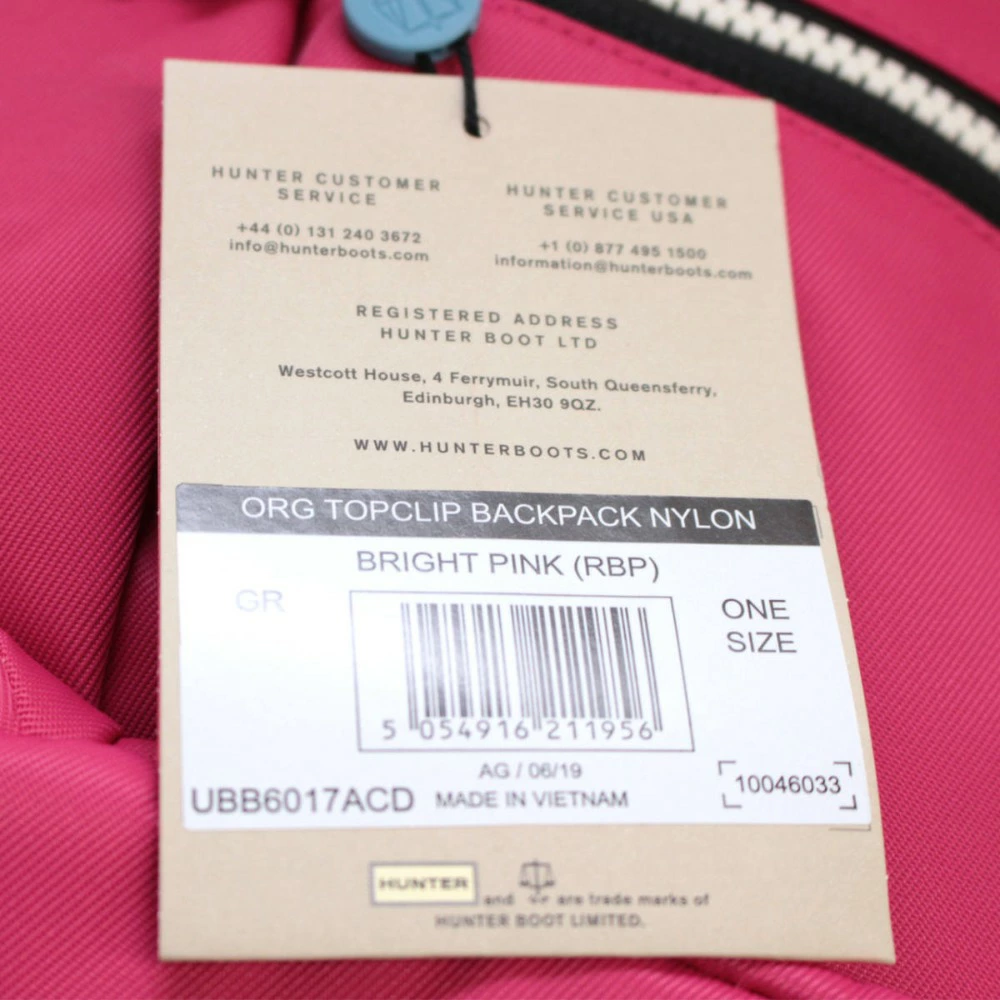 HUNTER CUSTOMER
SERVICE
+44 (0) 131 240 3672
info@hunterboots.com
HUNTER CUSTOMER
SERVICE USA
+1 (0) 877 495 1500
information@hunterboots.com
REGISTERED ADDRESS
HUNTER BOOT LTD
Westcott House, 4 Ferrymuir, South Queensferry,
Edinburgh, EH30 9QZ.
WWW.HUNTERBOOTS.COM
ORG TOPCLIP BACKPACK NYLON
BRIGHT PINK (RBP)
GR
ONE
SIZE
5 054916 211956
AG / 06/19
UBB6017ACD MADE IN VIETNAM
10046033
HUNTER and are trade marks of
HUNTER BOOT LIMITED.